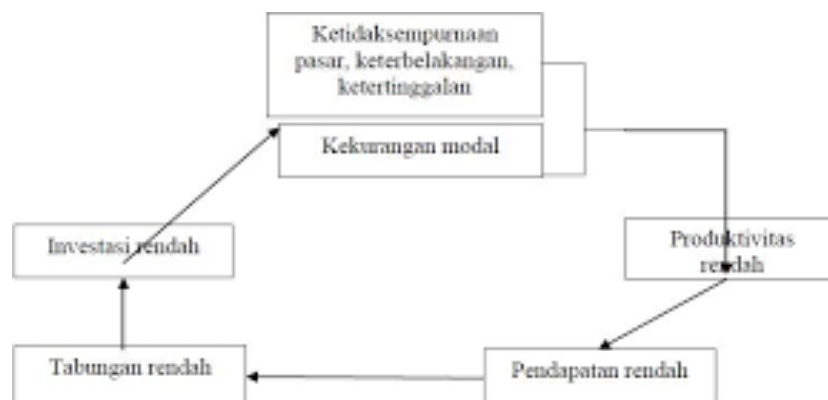 Ketidaksempurnaan
pasar, keterbelakangan,
ketertinggalan
Kekurangan modal
Investasi rendah
Produktivitas
rendah
Tabungan rendah
Pendapatan rendah